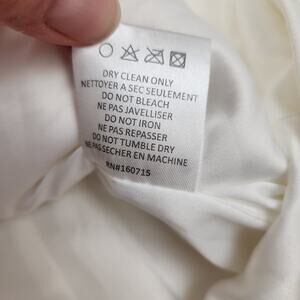 DRY CLEAN ONLY
NETTOYER A SEC SEULEMENT
DO NOT BLEACH
NE PAS JAVELLISER
DO NOT IRON
NE PAS REPASSER
DO NOT TUMBLE DRY
NE PAS SECHER EN MACHINE
RN#160715